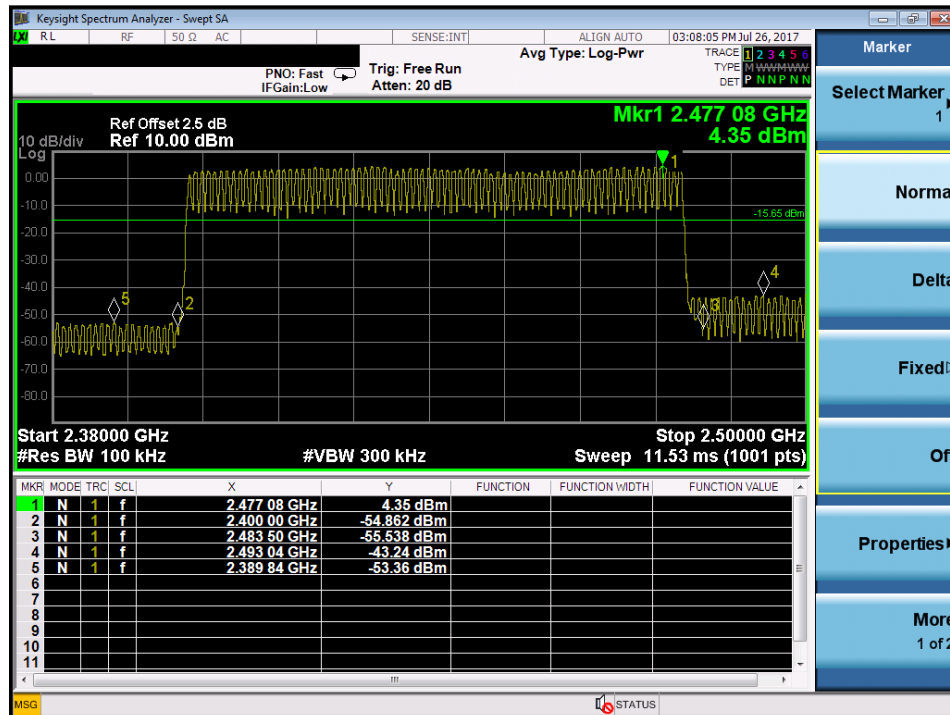 Keysight Spectrum Analyzer - Swept SA
LXI RL RF 50 Ω AC SENSE:INT ALIGN AUTO 03:08:05 PM Jul 26, 2017
Avg Type: Log-Pwr TRACE 1 2 3 4 5 6
PNO: Fast Trig: Free Run TYPE M WWWWW
IFGain:Low Atten: 20 dB DET P N N P N N
Mkr1 2.477 08 GHz
Ref Offset 2.5 dB
10 dB/div Ref 10.00 dBm 4.35 dBm
Log
1
0.00
-10.0
-15.65 dBm
-20.0
-30.0
-40.0
4
5 2 3
-50.0
-60.0
-70.0
-80.0
Start 2.38000 GHz Stop 2.50000 GHz
#Res BW 100 kHz #VBW 300 kHz Sweep 11.53 ms (1001 pts)
MKR MODE TRC SCL X Y FUNCTION FUNCTION WIDTH FUNCTION VALUE
1 N 1 f 2.477 08 GHz 4.35 dBm
2 N 1 f 2.400 00 GHz -54.862 dBm
3 N 1 f 2.483 50 GHz -55.538 dBm
4 N 1 f 2.493 04 GHz -43.24 dBm
5 N 1 f 2.389 84 GHz -53.36 dBm
6
7
8
9
10
11
MSG STATUS
Marker
Select Marker
1
Norma
Delta
Fixed
Of
Properties
More
1 of 2